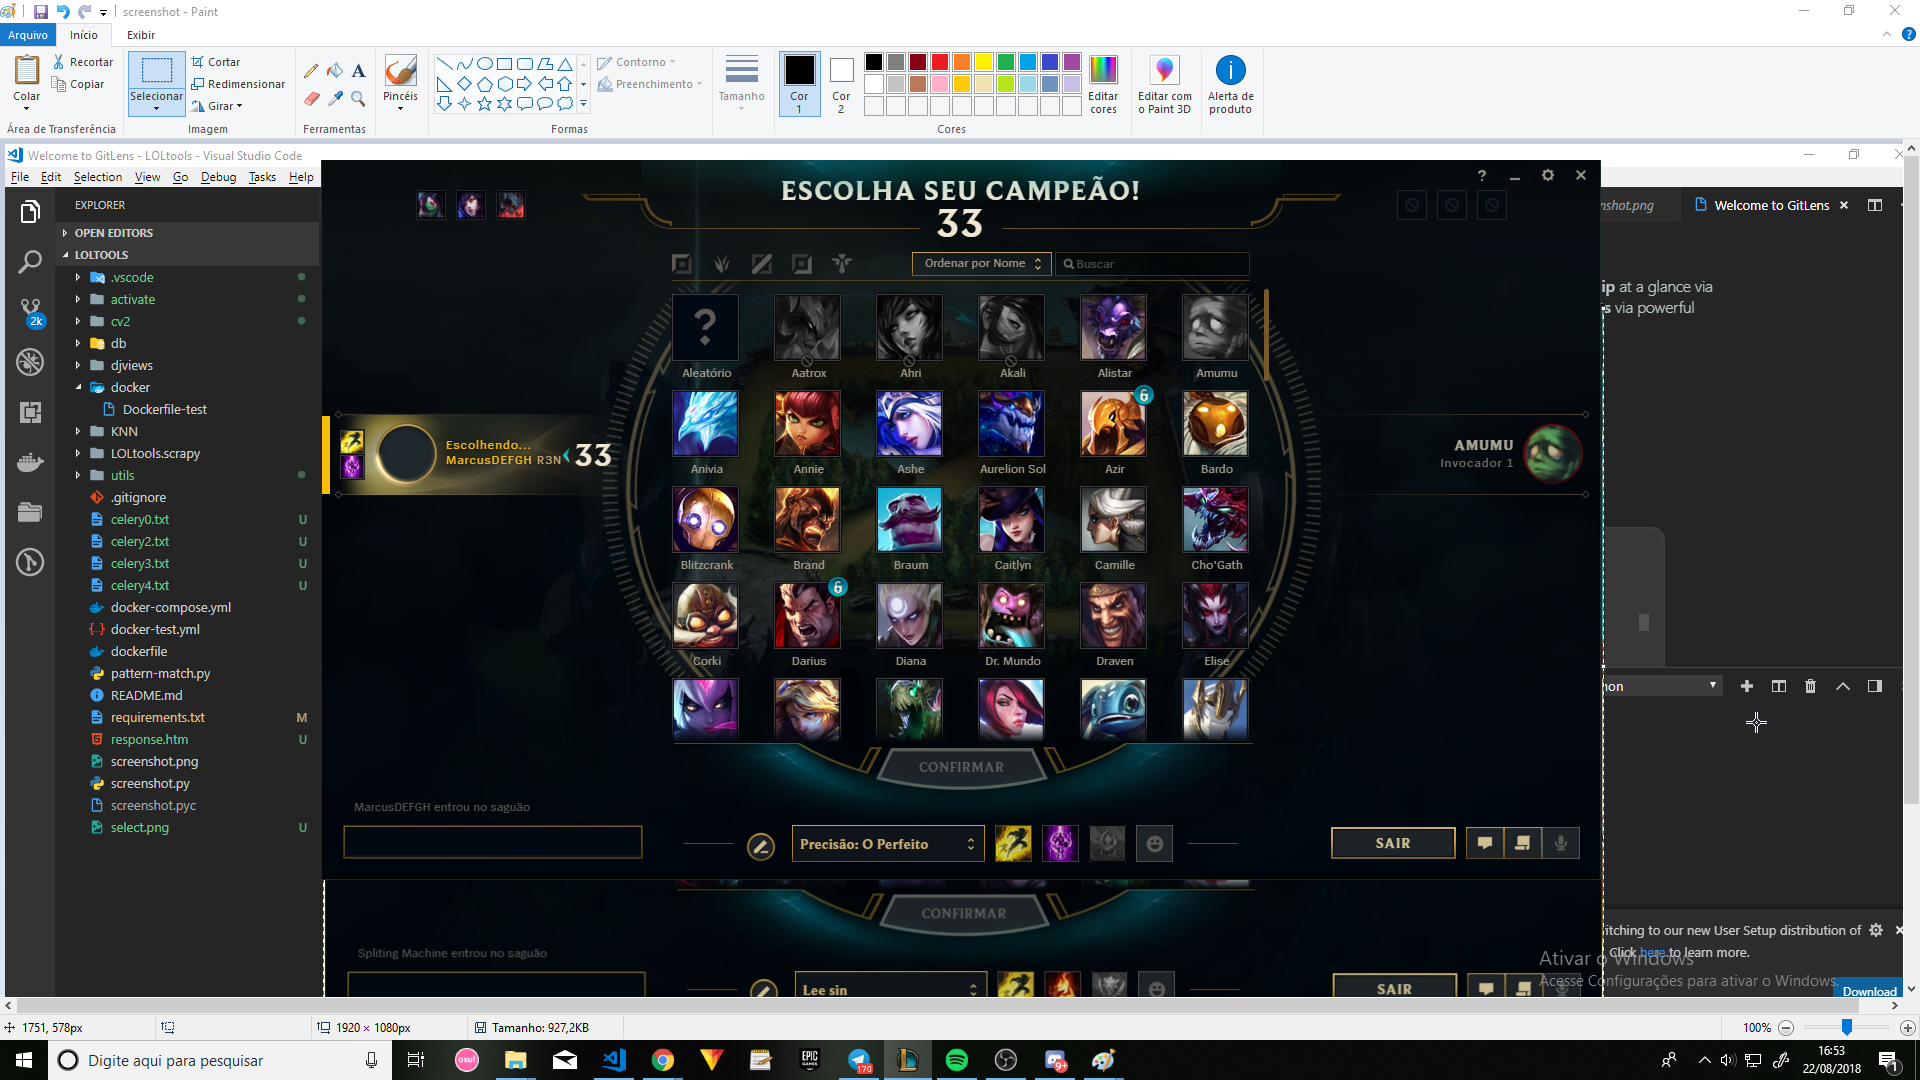 screenshot - Paint
Arquivo
Início
Exibir
Colar
Recortar
Copiar
Área de Transferência
Selecionar
Cortar
Redimensionar
Girar
Imagem
Ferramentas
Pincéis
Contorno
Preenchimento
Formas
Tamanho
Cor 1
Cor 2
Cores
Editar cores
Editar com o Paint 3D
Alerta de produto
Welcome to GitLens - LOLtools - Visual Studio Code
File Edit Selection View Go Debug Tasks Help
EXPLORER
OPEN EDITORS
LOLTOOLS
.vscode
activate
cv2
2k
db
djviews
docker
Dockerfile-test
KNN
LOLtools.scrapy
utils
.gitignore
celery0.txt U
celery2.txt U
celery3.txt U
celery4.txt U
docker-compose.yml
docker-test.yml
dockerfile
pattern-match.py
README.md
requirements.txt M
response.htm U
screenshot.png
screenshot.py
screenshot.pyc
select.png U
ESCOLHA SEU CAMPEÃO!
33
Ordenar por Nome
Buscar
Aleatório Aatrox Ahri Akali Alistar Amumu
6
Anivia Annie Ashe Aurelion Sol Azir Bardo
Blitzcrank Brand Braum Caitlyn Camille Cho'Gath
6
Corki Darius Diana Dr. Mundo Draven Elise
Escolhendo...
MarcusDEFGH R3N
33
AMUMU
Invocador 1
CONFIRMAR
MarcusDEFGH entrou no saguão
Precisão: O Perfeito
SAIR
CONFIRMAR
Spliting Machine entrou no saguão
Lee sin
SAIR
nshot.png
Welcome to GitLens
ip at a glance via
s via powerful
hon
itching to our new User Setup distribution of
Click here to learn more.
Download
Ativar o Windows
Acesse Configurações para ativar o Windows.
1751, 578px
1920 × 1080px
Tamanho: 927,2KB
100%
Digite aqui para pesquisar
osu!
EPIC GAMES
170
9+
16:53
22/08/2018
1